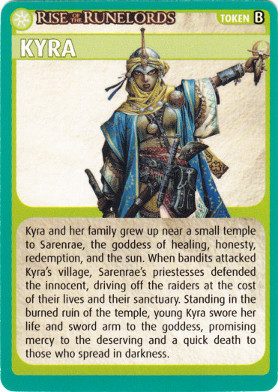 RISE OF THE RUNELORDS
TOKEN B
KYRA
Kyra and her family grew up near a small temple
to Sarenrae, the goddess of healing, honesty,
redemption, and the sun. When bandits attacked
Kyra's village, Sarenrae's priestesses defended
the innocent, driving off the raiders at the cost
of their lives and their sanctuary. Standing in the
burned ruin of the temple, young Kyra swore her
life and sword arm to the goddess, promising
mercy to the deserving and a quick death to
those who spread in darkness.